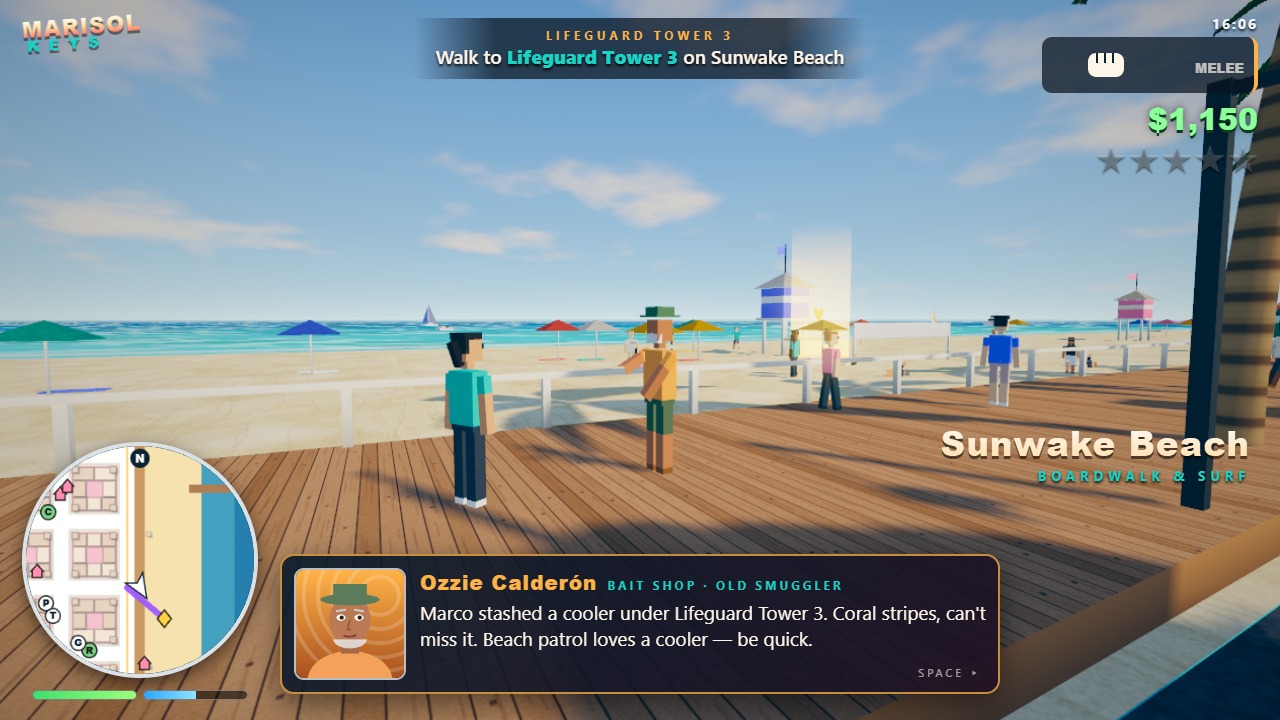 MARISOL
KEYS
LIFEGUARD TOWER 3
Walk to Lifeguard Tower 3 on Sunwake Beach
16:06
MELEE
$1,150
Sunwake Beach
BOARDWALK & SURF
N
C
P
T
G
R
Ozzie Calderón BAIT SHOP · OLD SMUGGLER
Marco stashed a cooler under Lifeguard Tower 3. Coral stripes, can't
miss it. Beach patrol loves a cooler — be quick.
SPACE